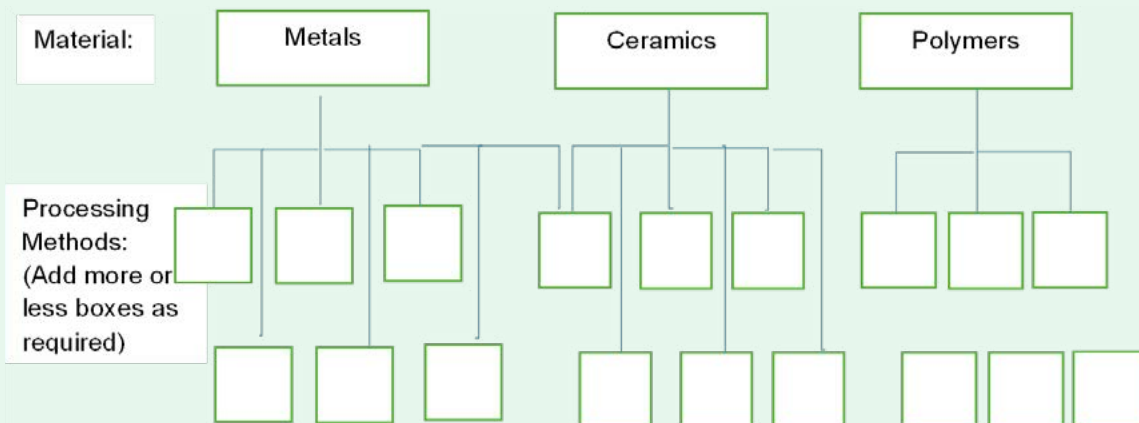 Material:
Metals
Ceramics
Polymers
Processing
Methods:
(Add more or
less boxes as
required)